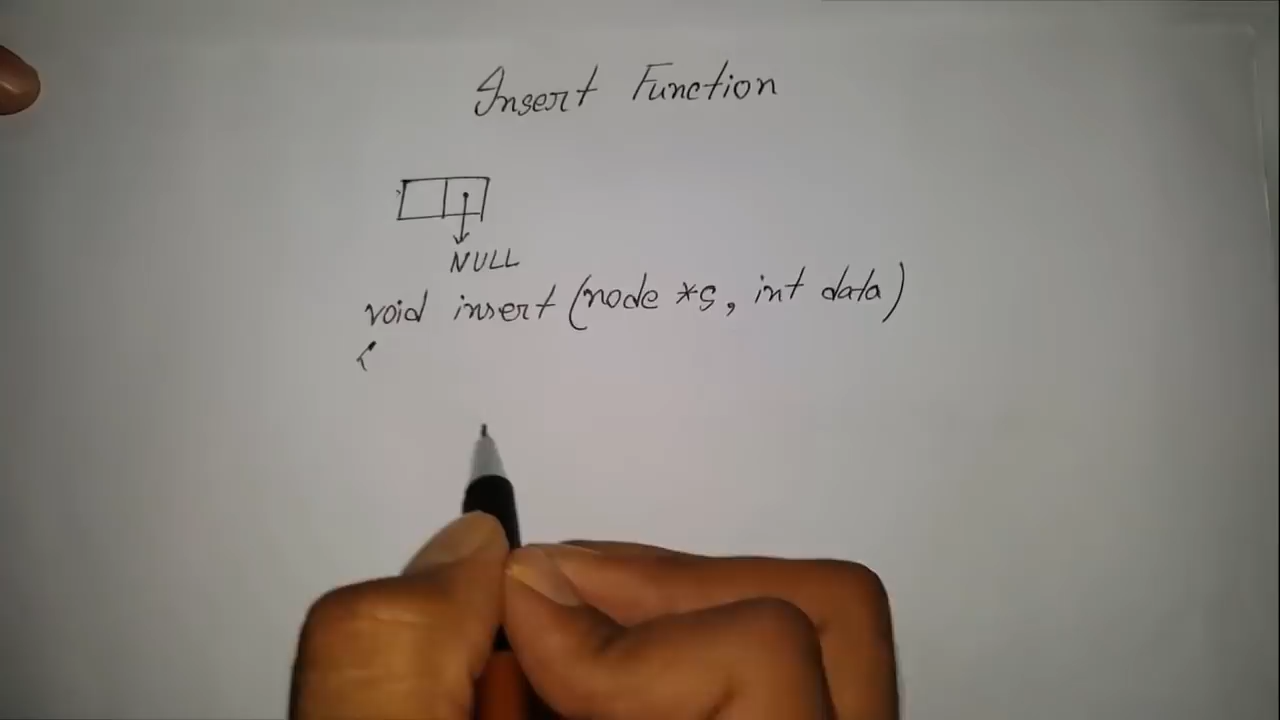 Insert Function
NULL
void insert (node *s, int data)
{